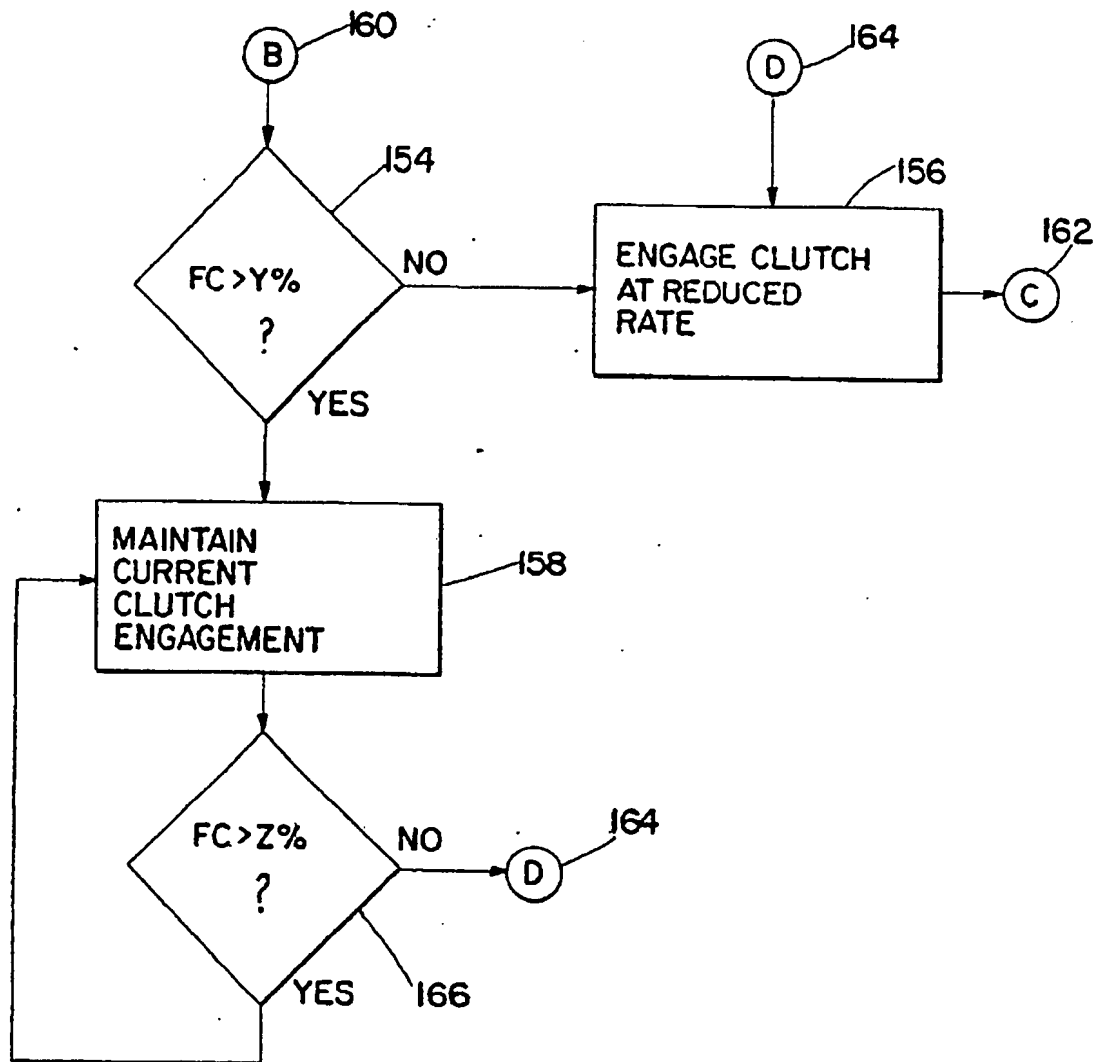 160
B
164
D
154
156
FC>Y%
?
NO
ENGAGE CLUTCH
AT REDUCED
RATE
162
C
YES
MAINTAIN
CURRENT
CLUTCH
ENGAGEMENT
158
FC>Z%
?
NO
D
164
YES
166